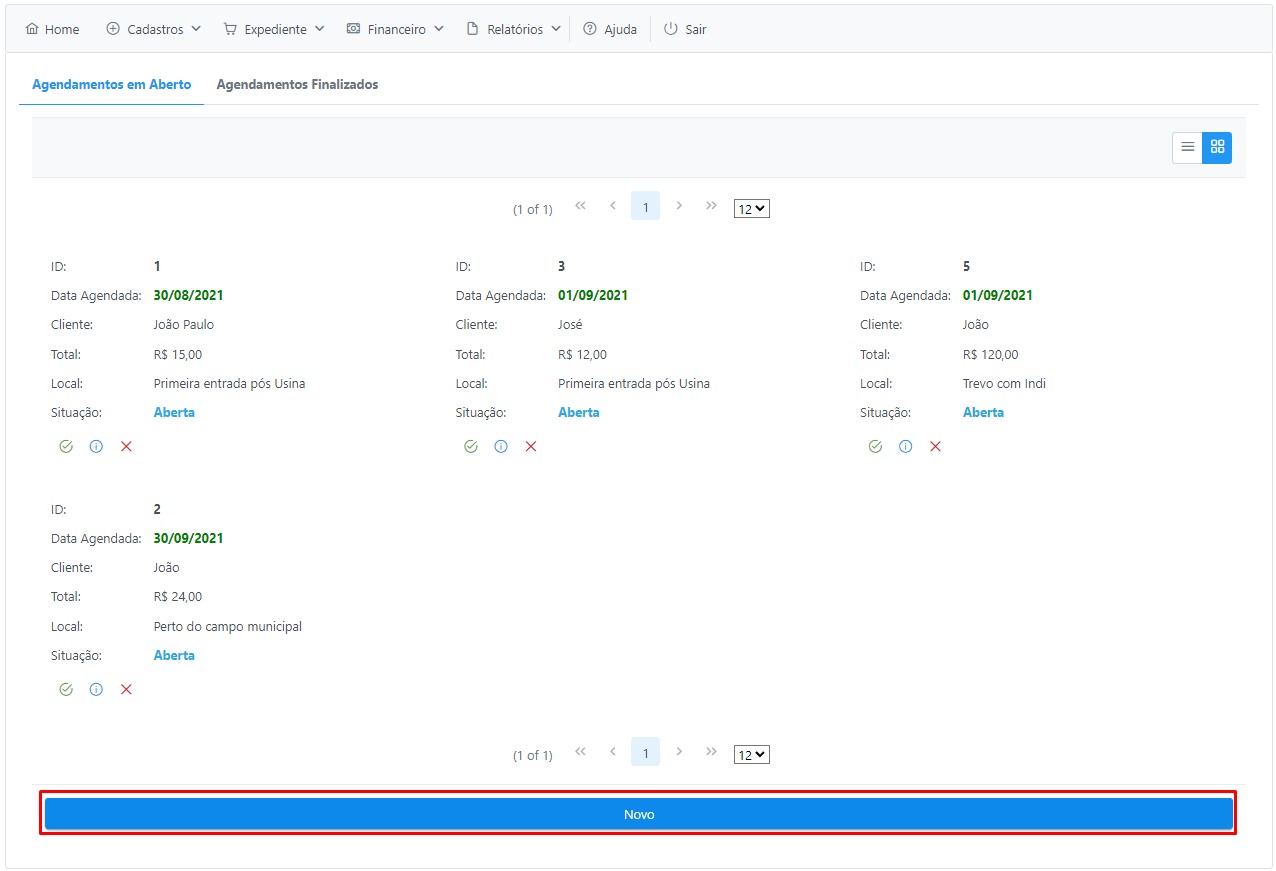 Home Cadastros Expediente Financeiro Relatórios Ajuda Sair
Agendamentos em Aberto Agendamentos Finalizados
(1 of 1) 1 12
ID: 1
Data Agendada: 30/08/2021
Cliente: João Paulo
Total: R$ 15,00
Local: Primeira entrada pós Usina
Situação: Aberta
ID: 3
Data Agendada: 01/09/2021
Cliente: José
Total: R$ 12,00
Local: Primeira entrada pós Usina
Situação: Aberta
ID: 5
Data Agendada: 01/09/2021
Cliente: João
Total: R$ 120,00
Local: Trevo com Indi
Situação: Aberta
ID: 2
Data Agendada: 30/09/2021
Cliente: João
Total: R$ 24,00
Local: Perto do campo municipal
Situação: Aberta
(1 of 1) 1 12
Novo